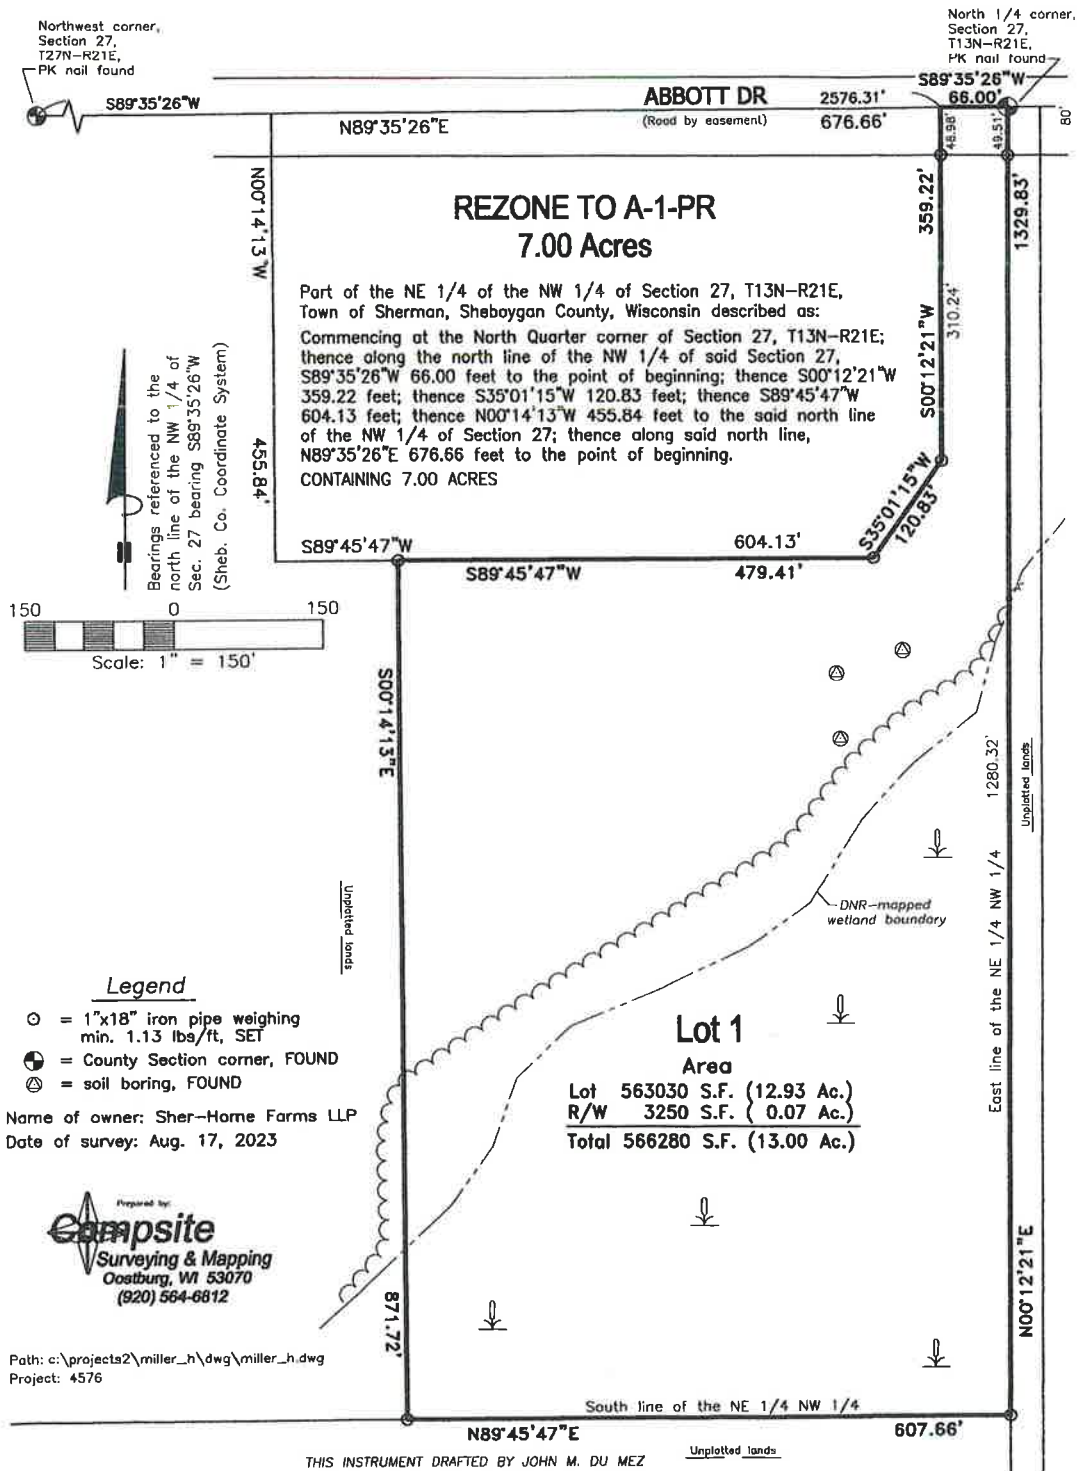 Northwest corner,
Section 27,
T27N-R21E,
PK nail found
North 1/4 corner,
Section 27,
T13N-R21E,
PK nail found
S89°35'26"W
66.00'
S89°35'26"W
ABBOTT DR
2576.31'
(Road by easement)
N89°35'26"E
676.66'
80'
48.98'
49.51'
359.22'
1329.83'
N00°14'13"W
REZONE TO A-1-PR
7.00 Acres
Part of the NE 1/4 of the NW 1/4 of Section 27, T13N-R21E,
Town of Sherman, Sheboygan County, Wisconsin described as:
Commencing at the North Quarter corner of Section 27, T13N-R21E;
thence along the north line of the NW 1/4 of said Section 27,
S89°35'26"W 66.00 feet to the point of beginning; thence S00°12'21"W
359.22 feet; thence S35°01'15"W 120.83 feet; thence S89°45'47"W
604.13 feet; thence N00°14'13"W 455.84 feet to the said north line
of the NW 1/4 of Section 27; thence along said north line,
N89°35'26"E 676.66 feet to the point of beginning.
CONTAINING 7.00 ACRES
S00°12'21"W
310.24'
Bearings referenced to the
north line of the NW 1/4 of
Sec. 27 bearing S89°35'26"W
(Sheb. Co. Coordinate System)
455.84'
S35°01'15"W
120.83'
S89°45'47"W
604.13'
S89°45'47"W
479.41'
150 0 150
Scale: 1" = 150'
S00°14'13"E
1280.32'
Unplatted lands
East line of the NE 1/4 NW 1/4
DNR-mapped
wetland boundary
Unplatted lands
Legend
= 1"x18" iron pipe weighing
min. 1.13 lbs/ft, SET
= County Section corner, FOUND
= soil boring, FOUND
Name of owner: Sher-Horne Farms LLP
Date of survey: Aug. 17, 2023
Lot 1
Area
Lot 563030 S.F. (12.93 Ac.)
R/W 3250 S.F. ( 0.07 Ac.)
Total 566280 S.F. (13.00 Ac.)
Prepared by:
Campsite
Surveying & Mapping
Oostburg, WI 53070
(920) 564-6812
871.72'
N00°12'21"E
Path: c:\projects2\miller_h\dwg\miller_h.dwg
Project: 4576
South line of the NE 1/4 NW 1/4
N89°45'47"E
607.66'
Unplatted lands
THIS INSTRUMENT DRAFTED BY JOHN M. DU MEZ